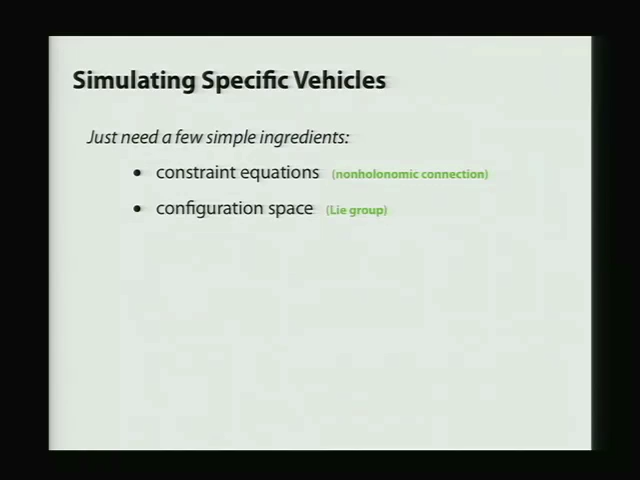 Simulating Specific Vehicles
Just need a few simple ingredients:
• constraint equations (nonholonomic connection)
• configuration space (Lie group)